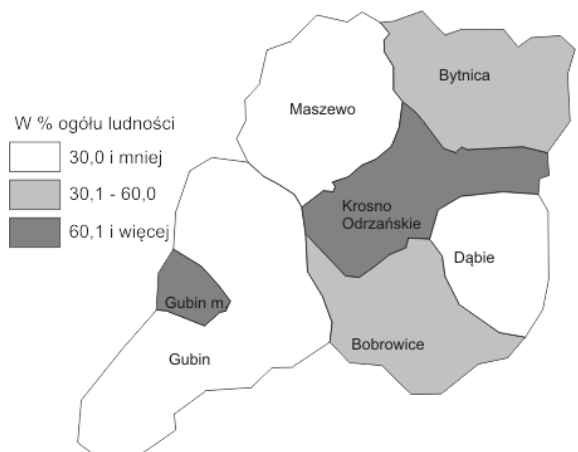 W % ogółu ludności
30,0 i mniej
30,1 - 60,0
60,1 i więcej
Bytnica
Maszewo
Krosno
Odrzańskie
Dąbie
Gubin m.
Bobrowice
Gubin